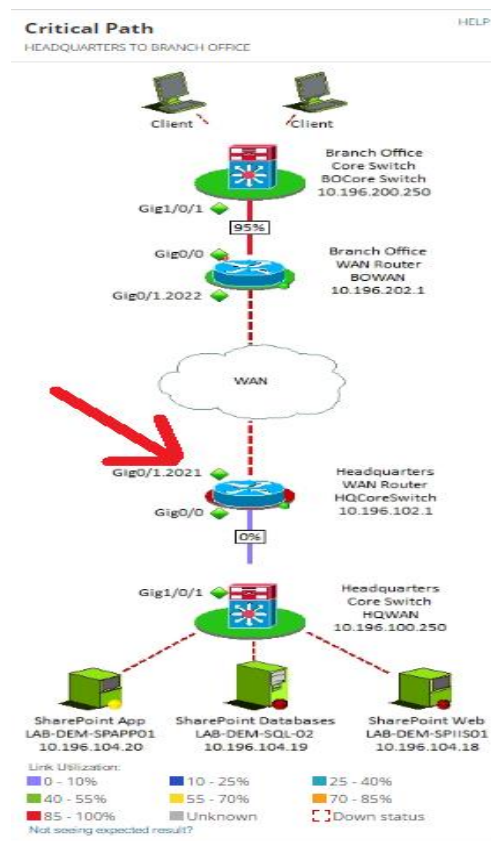 Critical Path
HELP
HEADQUARTERS TO BRANCH OFFICE
Client
Client
Branch Office
Core Switch
BOCore Switch
10.196.200.250
Gig1/0/1
95%
Gig0/0
Branch Office
WAN Router
BOWAN
10.196.202.1
Gig0/1.2022
WAN
Gig0/1.2021
Headquarters
WAN Router
HQCoreSwitch
10.196.102.1
Gig0/0
0%
Gig1/0/1
Headquarters
Core Switch
HQWAN
10.196.100.250
SharePoint App
LAB-DEM-SPAPP01
10.196.104.20
SharePoint Databases
LAB-DEM-SQL-02
10.196.104.19
SharePoint Web
LAB-DEM-SPIIS01
10.196.104.18
Link Utilization:
0 - 10%
10 - 25%
25 - 40%
40 - 55%
55 - 70%
70 - 85%
85 - 100%
Unknown
Down status
Not seeing expected result?